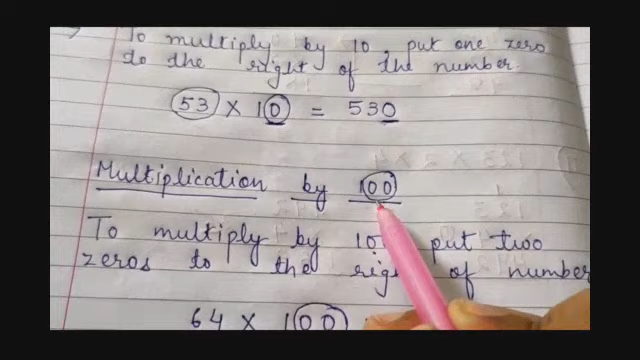 To multiply by 10, put one zero
to the right of the number.
53 × 10 = 530
Multiplication by 100
To multiply by 10 put two
zeros to the right of number
64 × 100